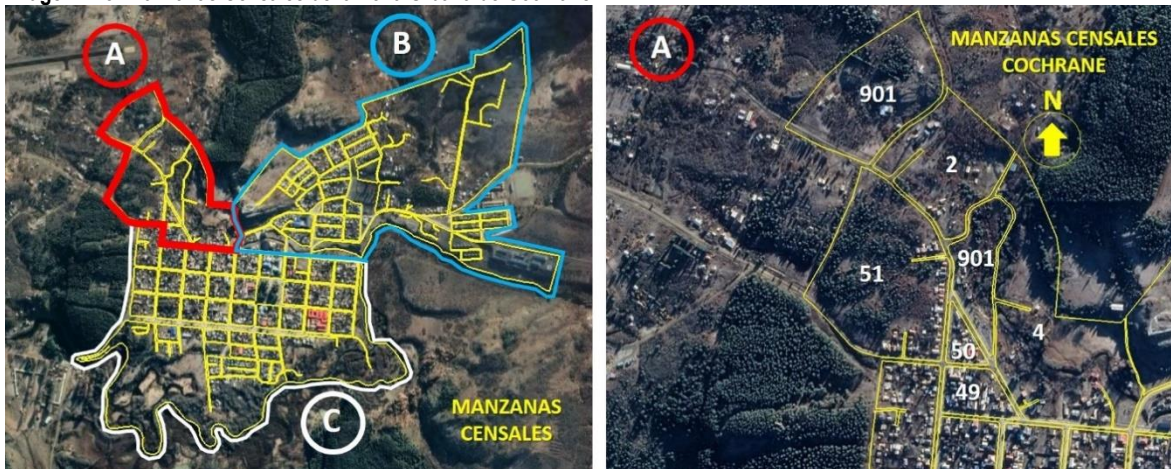 A
B
C
MANZANAS
CENSALES
A
MANZANAS CENSALES
COCHRANE
N
901
2
51
901
4
50
49